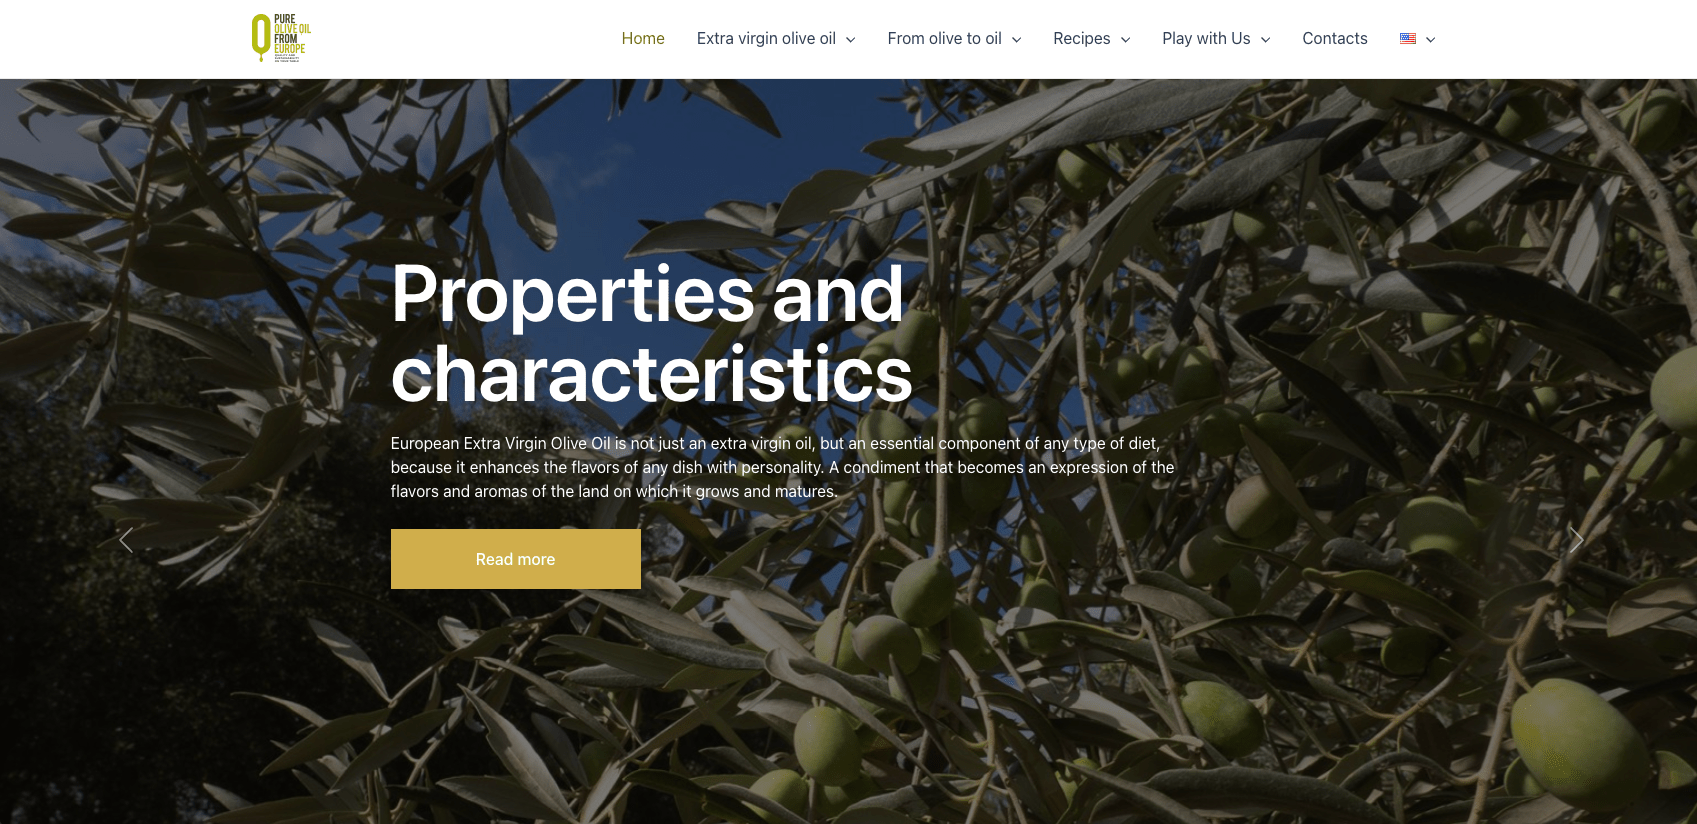 PURE
OLIVE OIL
FROM
EUROPE
Home
Extra virgin olive oil
From olive to oil
Recipes
Play with Us
Contacts
Properties and
characteristics
European Extra Virgin Olive Oil is not just an extra virgin oil, but an essential component of any type of diet,
because it enhances the flavors of any dish with personality. A condiment that becomes an expression of the
flavors and aromas of the land on which it grows and matures.
Read more